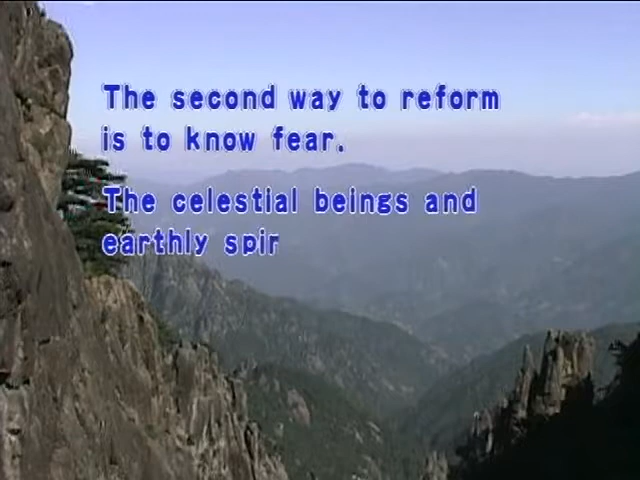 The second way to reform
is to know fear.
The celestial beings and
earthly spir